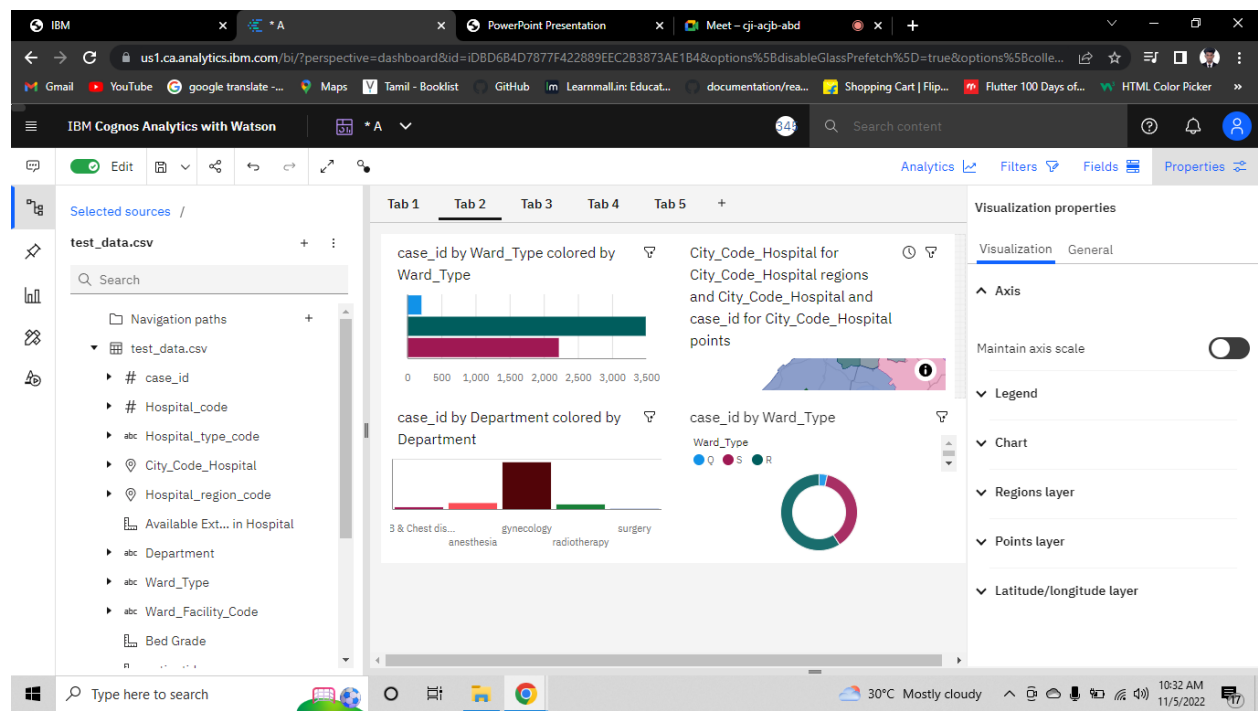 IBM
* A
PowerPoint Presentation
Meet – cji-acjb-abd
us1.ca.analytics.ibm.com/bi/?perspective=dashboard&id=iDBD6B4D7877F422889EEC2B3873AE1B4&options%5BdisableGlassPrefetch%5D=true&options%5Bcolle...
Gmail
YouTube
google translate -...
Maps
Tamil - Booklist
GitHub
Learnmall.in: Educat...
documentation/rea...
Shopping Cart | Flip...
Flutter 100 Days of...
HTML Color Picker
IBM Cognos Analytics with Watson
* A
Search content
Edit
Analytics
Filters
Fields
Properties
Selected sources /
test_data.csv
Search
Navigation paths
test_data.csv
case_id
Hospital_code
abc Hospital_type_code
City_Code_Hospital
Hospital_region_code
Available Ext... in Hospital
abc Department
abc Ward_Type
abc Ward_Facility_Code
Bed Grade
Tab 1
Tab 2
Tab 3
Tab 4
Tab 5
case_id by Ward_Type colored by
Ward_Type
0 500 1,000 1,500 2,000 2,500 3,000 3,500
City_Code_Hospital for
City_Code_Hospital regions
and City_Code_Hospital and
case_id for City_Code_Hospital
points
case_id by Department colored by
Department
& Chest dis...
anesthesia
gynecology
radiotherapy
surgery
case_id by Ward_Type
Ward_Type
Q S R
Visualization properties
Visualization
General
Axis
Maintain axis scale
Legend
Chart
Regions layer
Points layer
Latitude/longitude layer
Type here to search
30°C Mostly cloudy
10:32 AM
11/5/2022
17